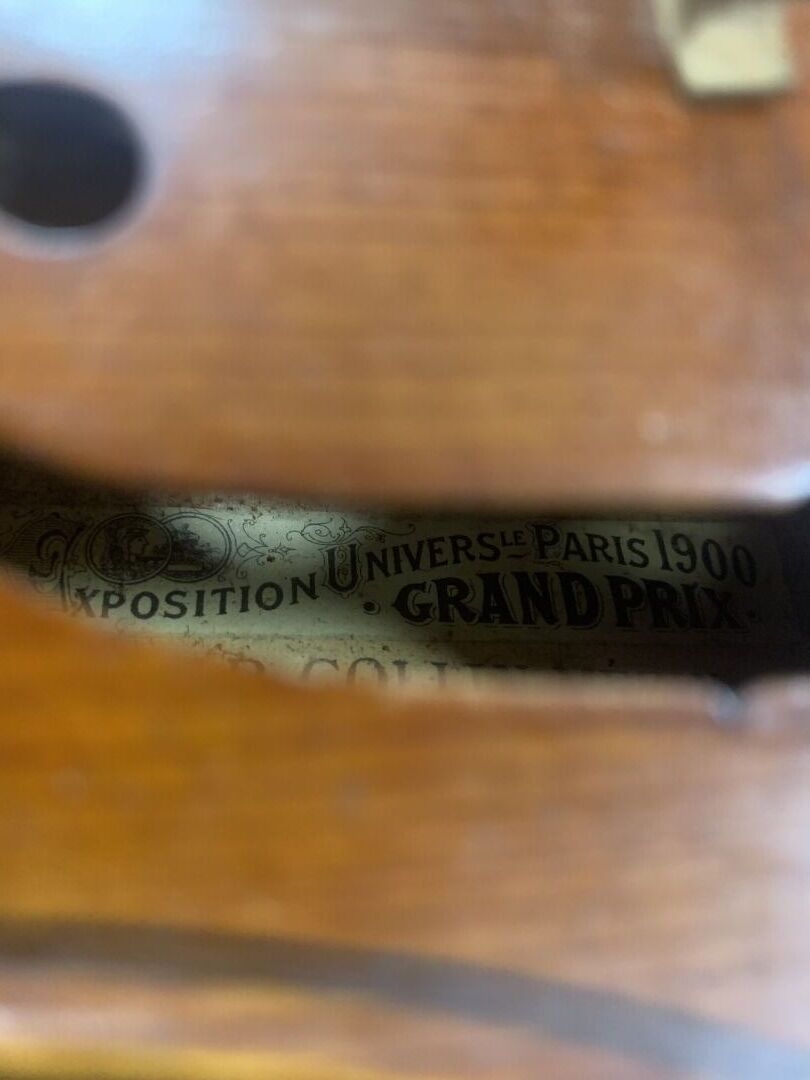 XPOSITION UNIVERSLE PARIS 1900
• GRAND PRIX •